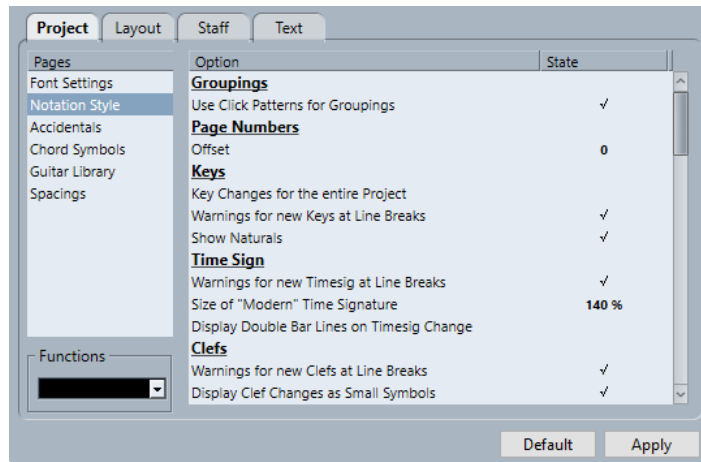 Project Layout Staff Text
Pages
Font Settings
Notation Style
Accidentals
Chord Symbols
Guitar Library
Spacings
Functions
Option State
Groupings
Use Click Patterns for Groupings √
Page Numbers
Offset 0
Keys
Key Changes for the entire Project
Warnings for new Keys at Line Breaks √
Show Naturals √
Time Sign
Warnings for new Timesig at Line Breaks √
Size of "Modern" Time Signature 140 %
Display Double Bar Lines on Timesig Change
Clefs
Warnings for new Clefs at Line Breaks √
Display Clef Changes as Small Symbols √
Default Apply